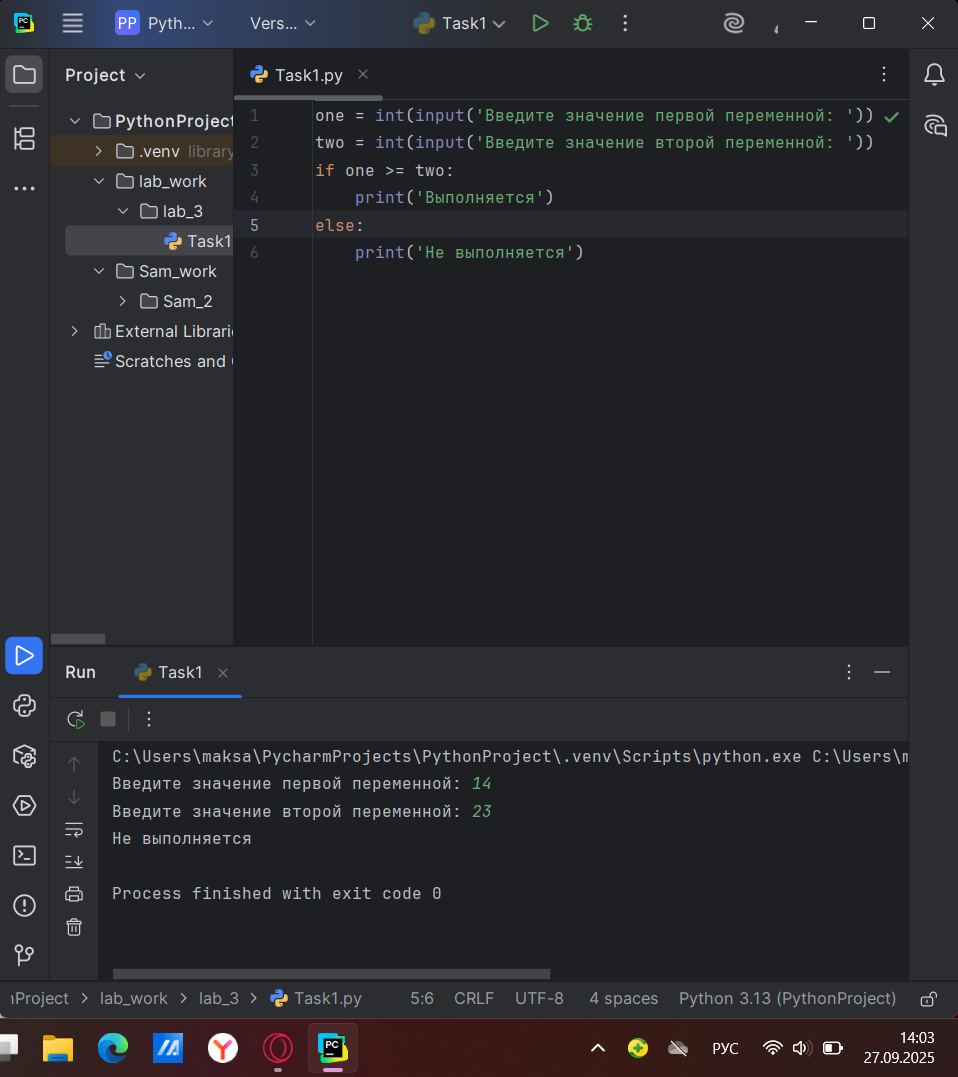 PC
PP Pyth... Vers... Task1
Project
Task1.py
PythonProject
.venv library
lab_work
lab_3
Task1
Sam_work
Sam_2
External Librari
Scratches and
1 one = int(input('Введите значение первой переменной: '))
2 two = int(input('Введите значение второй переменной: '))
3 if one >= two:
4 print('Выполняется')
5 else:
6 print('Не выполняется')
Run Task1
C:\Users\maksa\PycharmProjects\PythonProject\.venv\Scripts\python.exe C:\Users\m
Введите значение первой переменной: 14
Введите значение второй переменной: 23
Не выполняется
Process finished with exit code 0
Project > lab_work > lab_3 > Task1.py 5:6 CRLF UTF-8 4 spaces Python 3.13 (PythonProject)
PC РУС 14:03
27.09.2025